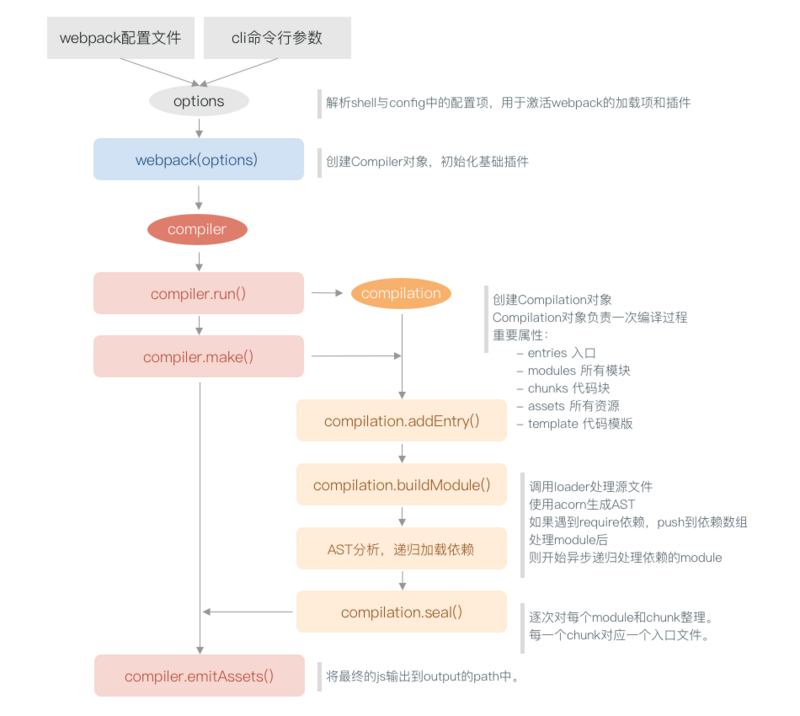 webpack配置文件
cli命令行参数
options
解析shell与config中的配置项，用于激活webpack的加载项和插件
webpack(options)
创建Compiler对象，初始化基础插件
compiler
compiler.run()
compilation
创建Compilation对象
Compilation对象负责一次编译过程
重要属性：
- entries 入口
- modules 所有模块
- chunks 代码块
- assets 所有资源
- template 代码模版
compiler.make()
compilation.addEntry()
compilation.buildModule()
调用loader处理源文件
使用acorn生成AST
如果遇到require依赖，push到依赖数组
处理module后
则开始异步递归处理依赖的module
AST分析，递归加载依赖
compilation.seal()
逐次对每个module和chunk整理。
每一个chunk对应一个入口文件。
compiler.emitAssets()
将最终的js输出到output的path中。